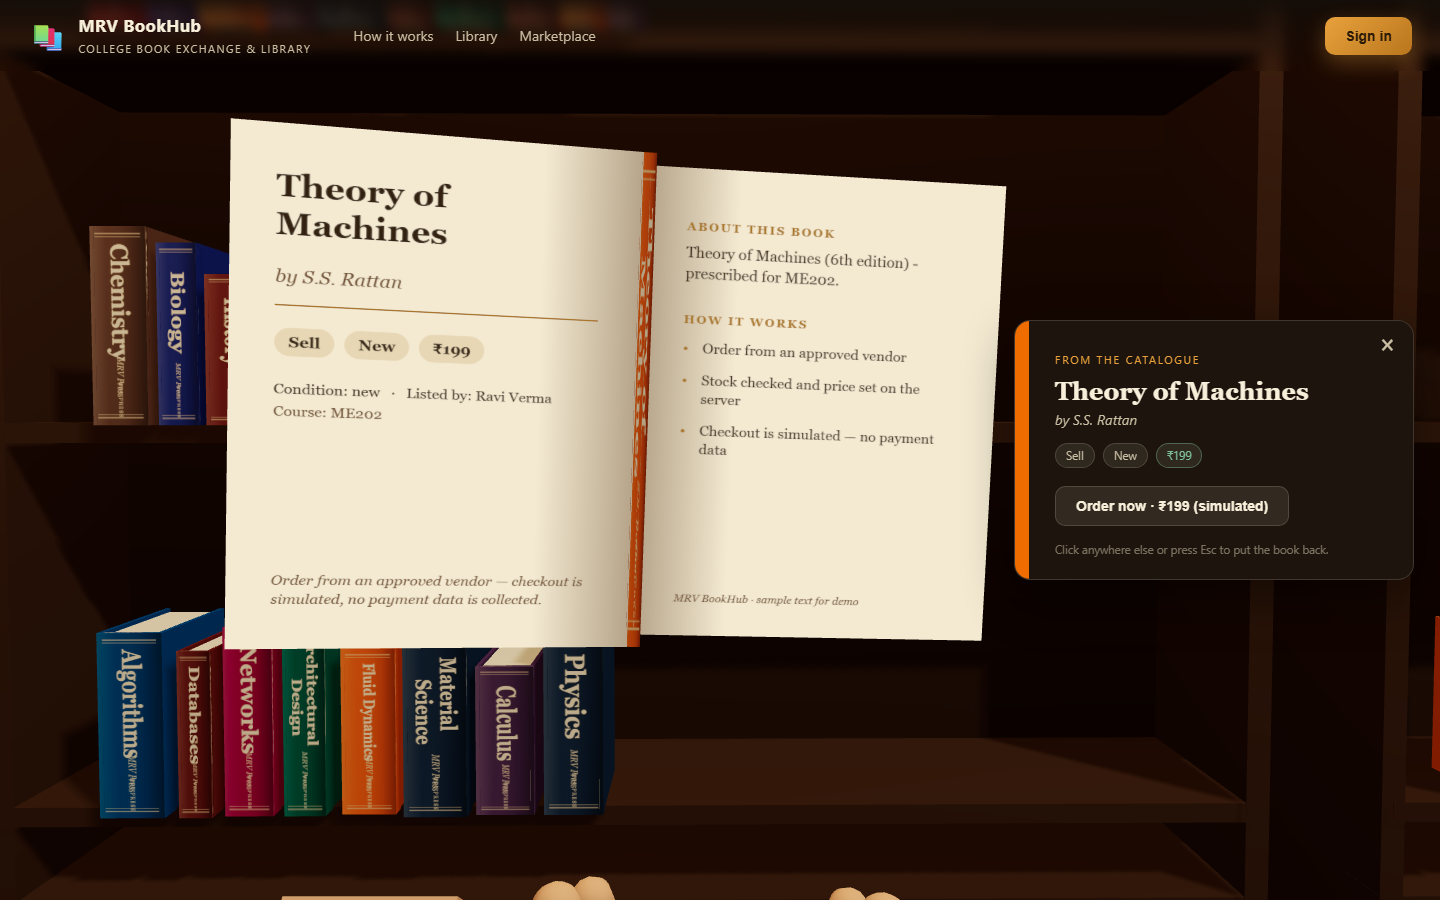 MRV BookHub
COLLEGE BOOK EXCHANGE & LIBRARY
How it works
Library
Marketplace
Sign in
Theory of
Machines
by S.S. Rattan
Sell
New
₹199
Condition: new · Listed by: Ravi Verma
Course: ME202
Order from an approved vendor — checkout is
simulated, no payment data is collected.
ABOUT THIS BOOK
Theory of Machines (6th edition) -
prescribed for ME202.
HOW IT WORKS
• Order from an approved vendor
• Stock checked and price set on the
server
• Checkout is simulated — no payment
data
MRV BookHub · sample text for demo
FROM THE CATALOGUE
Theory of Machines
by S.S. Rattan
Sell
New
₹199
Order now · ₹199 (simulated)
Click anywhere else or press Esc to put the book back.
Chemistry
Biology
Algorithms
Databases
Networks
Fluid Dynamics
Material
Science
Calculus
Physics